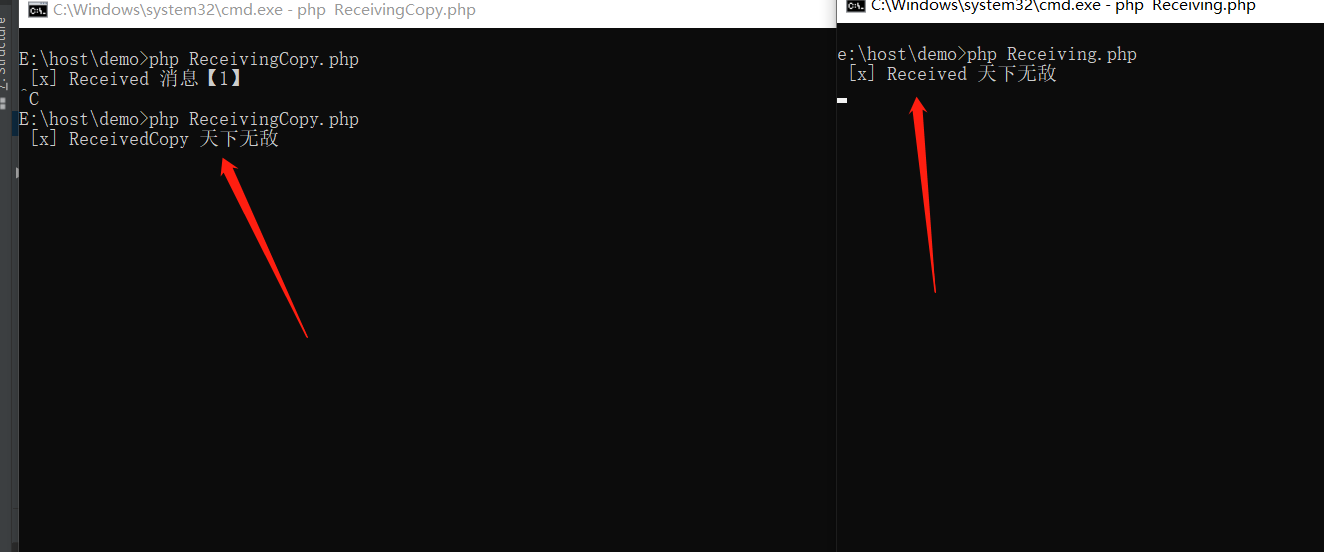 C:\Windows\system32\cmd.exe - php  ReceivingCopy.php
E:\host\demo>php ReceivingCopy.php
[x] Received 消息【1】
^C
E:\host\demo>php ReceivingCopy.php
[x] ReceivedCopy 天下无敌
C:\Windows\system32\cmd.exe - php  Receiving.php
e:\host\demo>php Receiving.php
[x] Received 天下无敌
Z: Structure